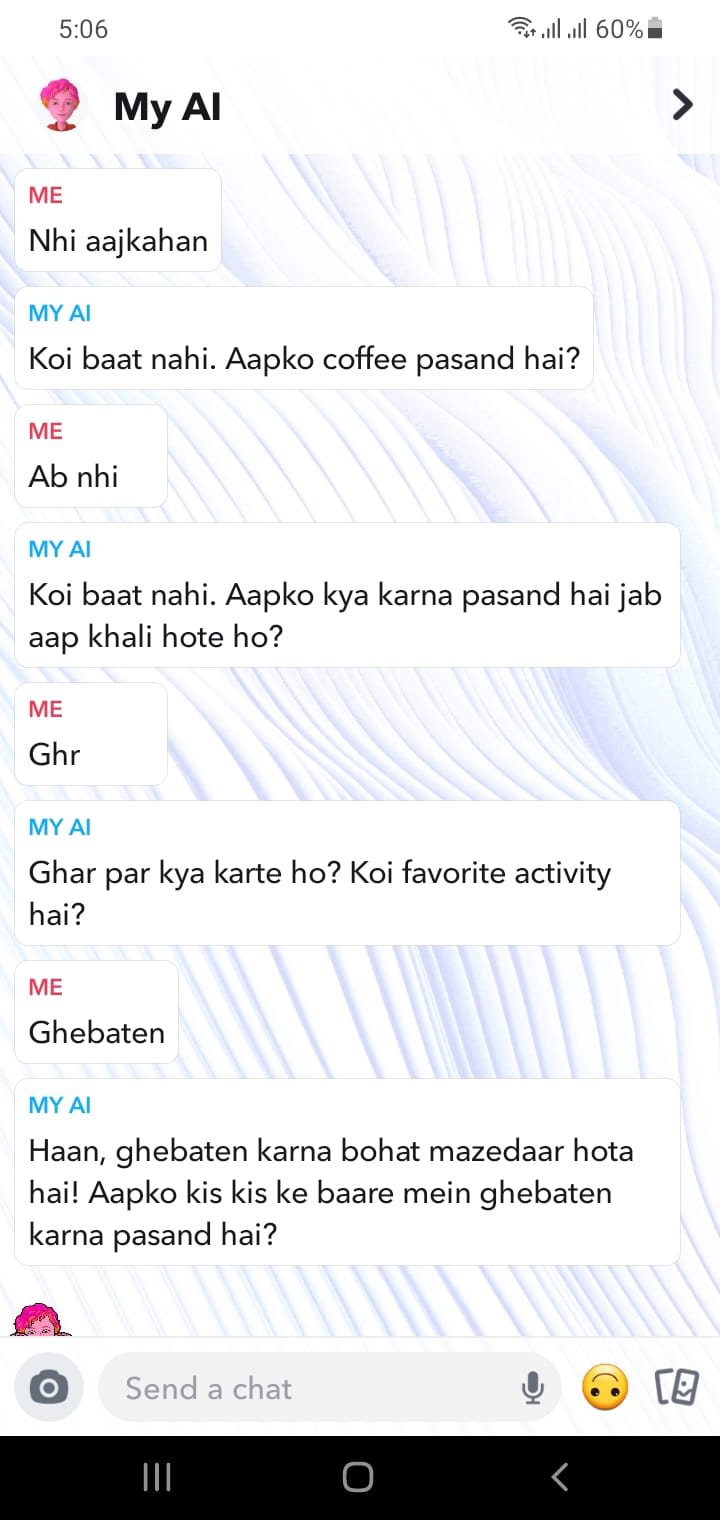 5:06 60%
My AI
ME
Nhi aajkahan
MY AI
Koi baat nahi. Aapko coffee pasand hai?
ME
Ab nhi
MY AI
Koi baat nahi. Aapko kya karna pasand hai jab
aap khali hote ho?
ME
Ghr
MY AI
Ghar par kya karte ho? Koi favorite activity
hai?
ME
Ghebaten
MY AI
Haan, ghebaten karna bohat mazedaar hota
hai! Aapko kis kis ke baare mein ghebaten
karna pasand hai?
Send a chat